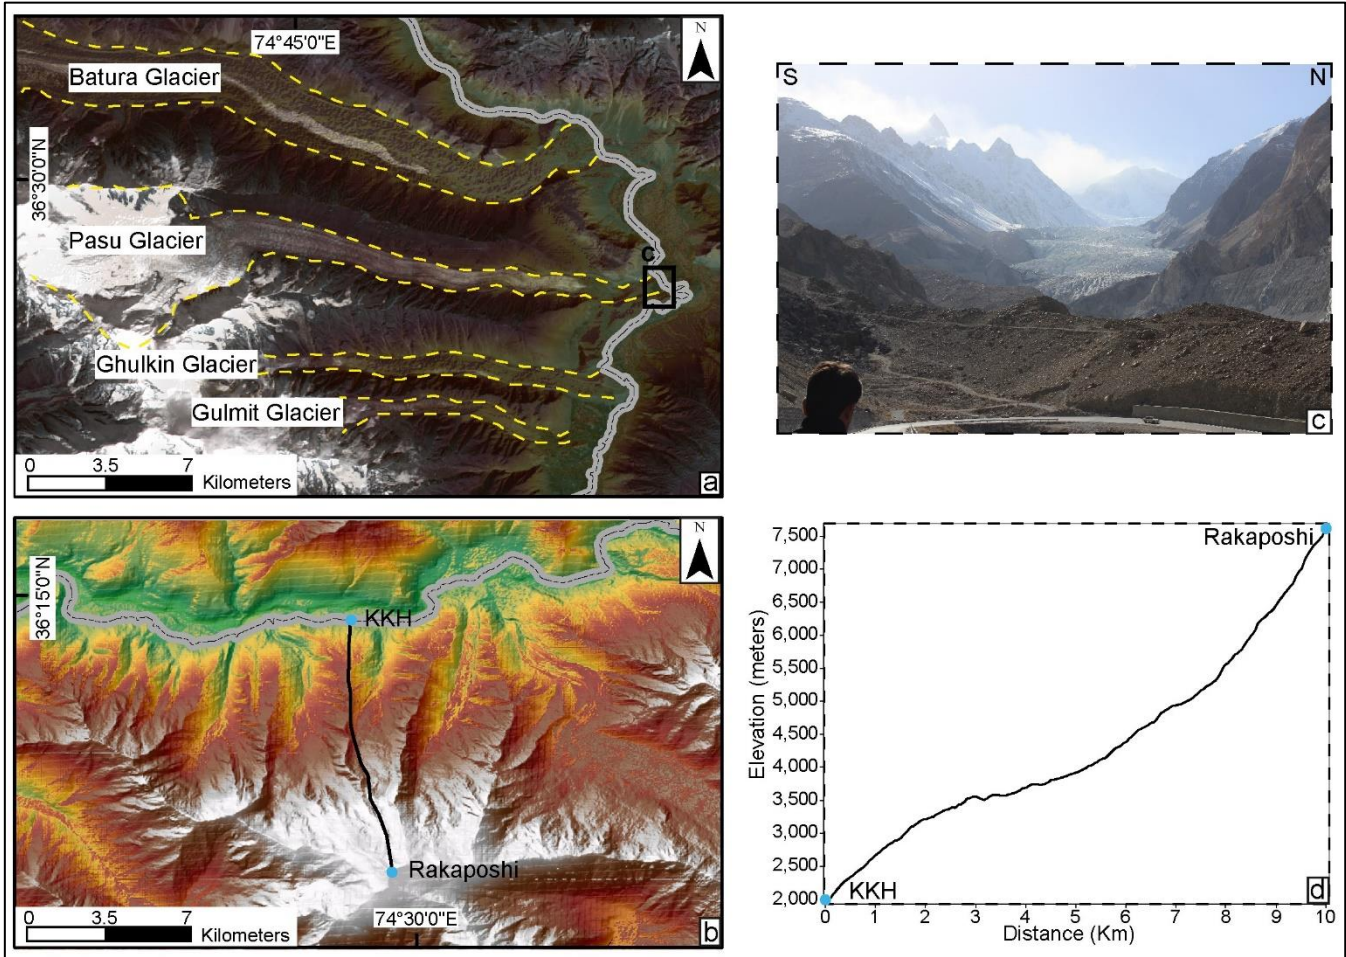 N
74°45'0"E
Batura Glacier
36°30'0"N
Pasu Glacier
c
Ghulkin Glacier
Gulmit Glacier
0 3.5 7
Kilometers
a
S N
c
N
36°15'0"N
KKH
Rakaposhi
74°30'0"E
0 3.5 7
Kilometers
b
7,500
7,000
6,500
6,000
5,500
5,000
4,500
4,000
3,500
3,000
2,500
2,000
Elevation (meters)
Rakaposhi
KKH
d
0 1 2 3 4 5 6 7 8 9 10
Distance (Km)